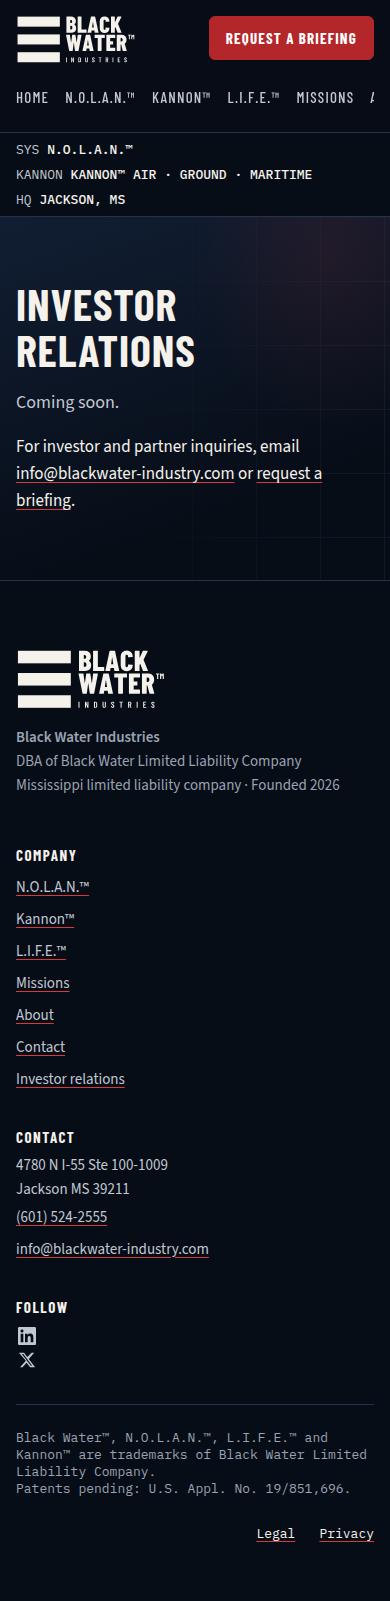 BLACK
WATER™
INDUSTRIES
REQUEST A BRIEFING
HOME N.O.L.A.N.™ KANNON™ L.I.F.E.™ MISSIONS
SYS N.O.L.A.N.™
KANNON KANNON™ AIR · GROUND · MARITIME
HQ JACKSON, MS
INVESTOR
RELATIONS
Coming soon.
For investor and partner inquiries, email
info@blackwater-industry.com or request a
briefing.
BLACK
WATER™
INDUSTRIES
Black Water Industries
DBA of Black Water Limited Liability Company
Mississippi limited liability company · Founded 2026
COMPANY
N.O.L.A.N.™
Kannon™
L.I.F.E.™
Missions
About
Contact
Investor relations
CONTACT
4780 N I-55 Ste 100-1009
Jackson MS 39211
(601) 524-2555
info@blackwater-industry.com
FOLLOW
Black Water™, N.O.L.A.N.™, L.I.F.E.™ and
Kannon™ are trademarks of Black Water Limited
Liability Company.
Patents pending: U.S. Appl. No. 19/851,696.
Legal Privacy